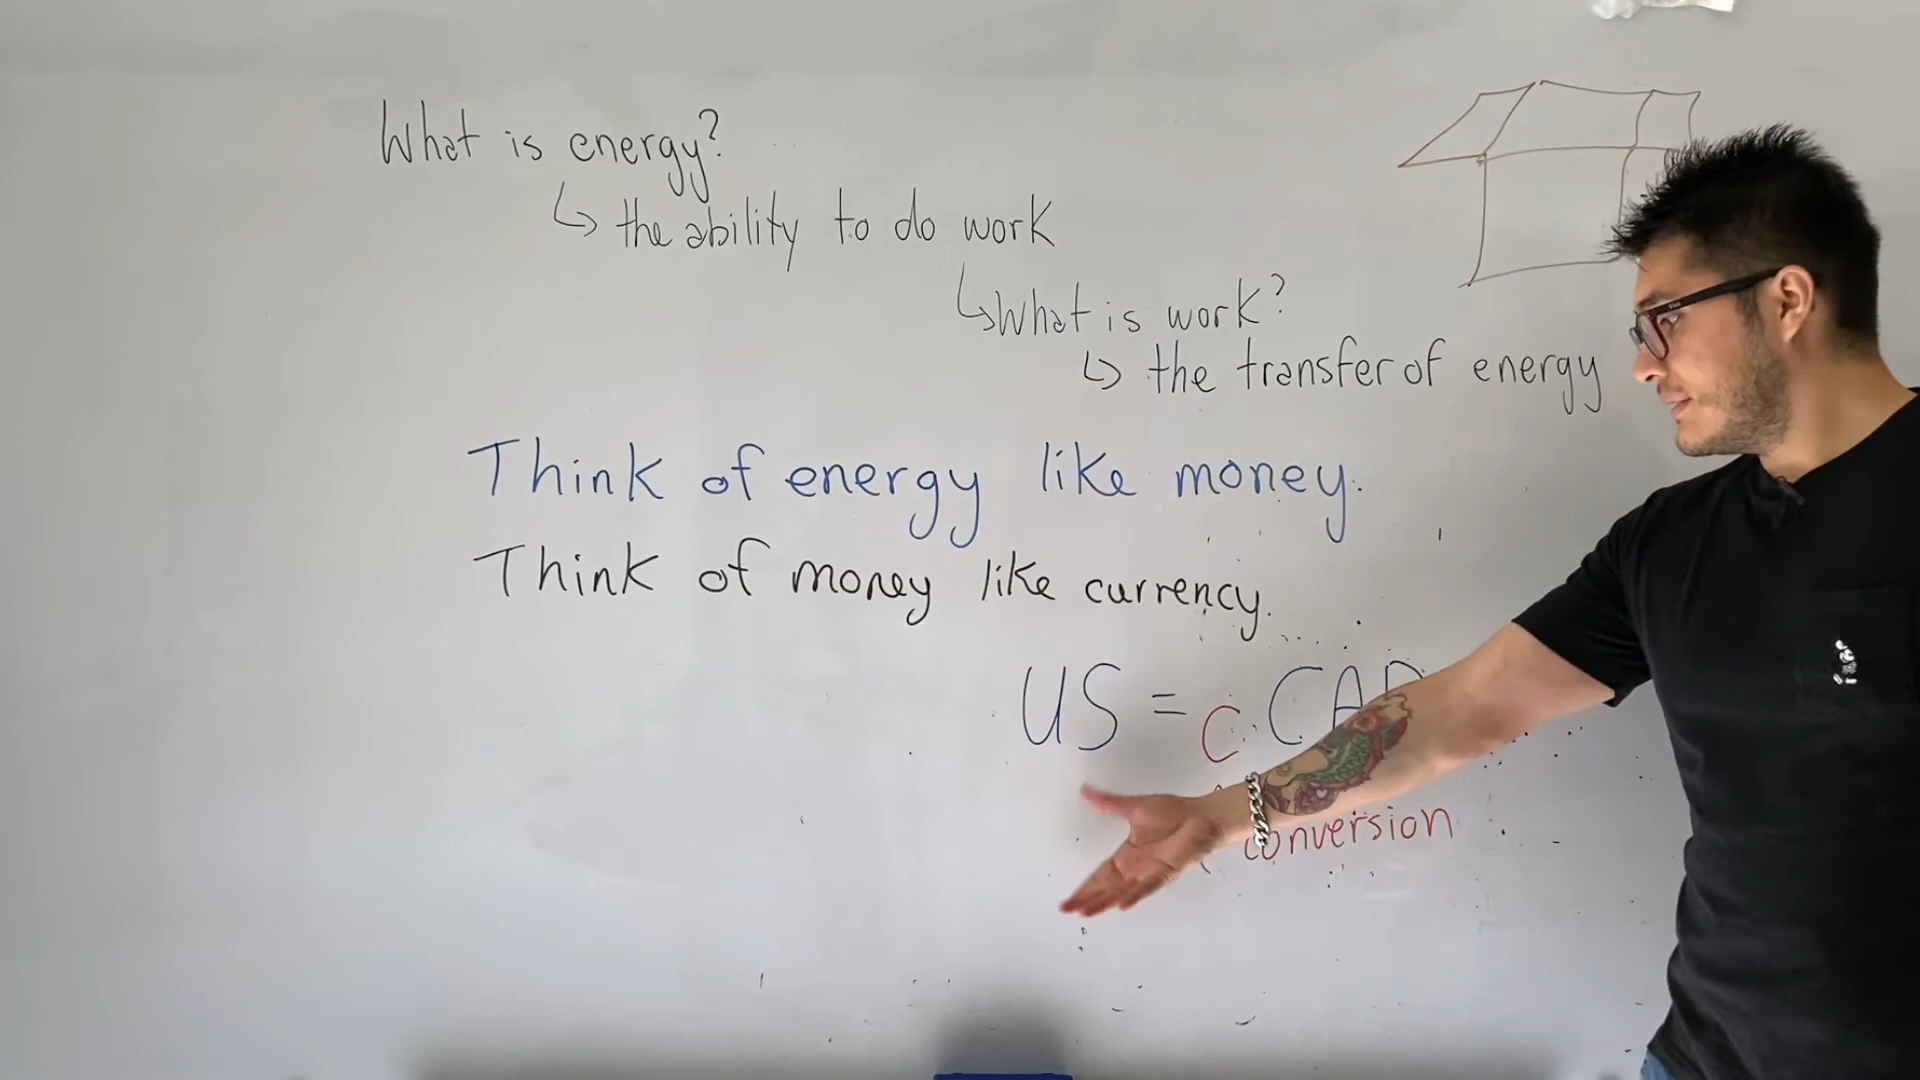 What is energy?
↳ the ability to do work
↳ What is work?
↳ the transfer of energy
Think of energy like money.
Think of money like currency.
US = C · CAD
conversion